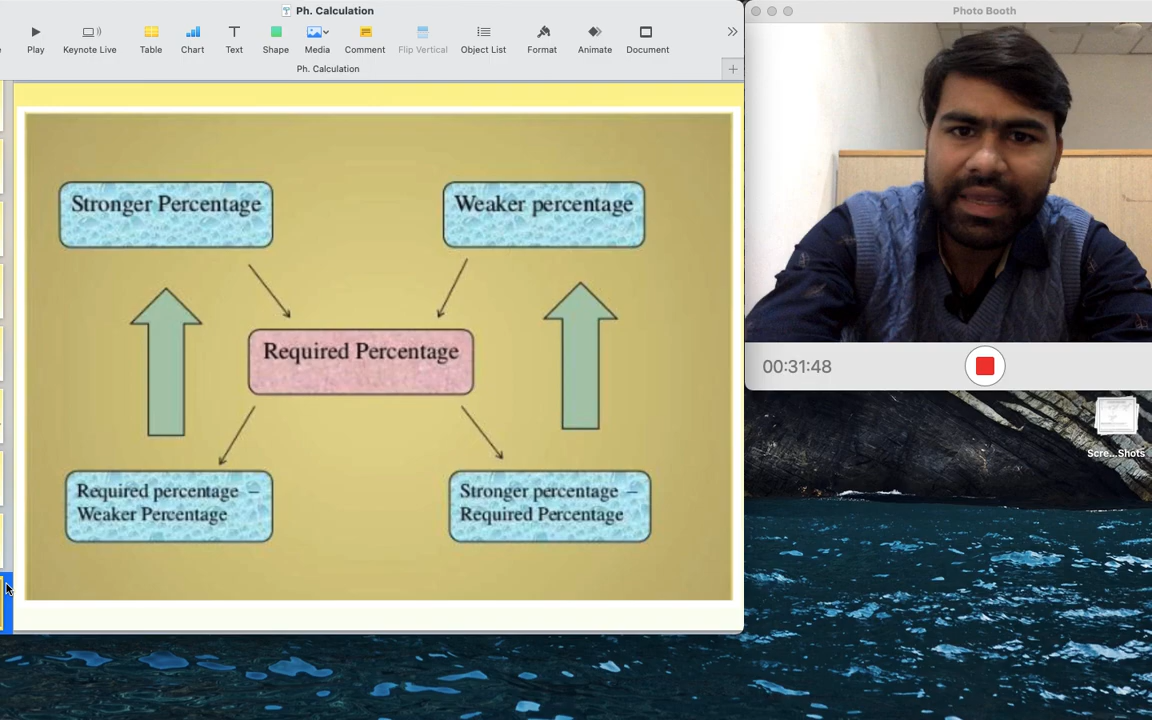 Ph. Calculation
Play
Keynote Live
Table
Chart
Text
Shape
Media
Comment
Flip Vertical
Object List
Format
Animate
Document
Ph. Calculation
Stronger Percentage
Weaker percentage
Required Percentage
Required percentage –
Weaker Percentage
Stronger percentage –
Required Percentage
Photo Booth
00:31:48
Scre...Shots